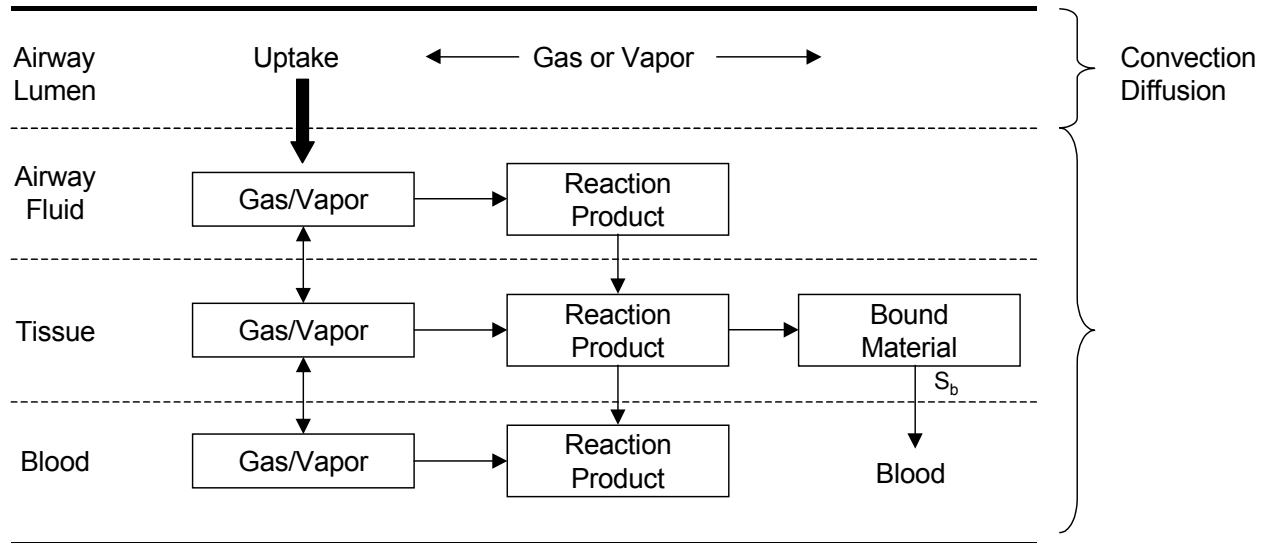 Airway
Lumen
Uptake
Gas or Vapor
Convection
Diffusion
Airway
Fluid
Gas/Vapor
Reaction
Product
Tissue
Gas/Vapor
Reaction
Product
Bound
Material
Sb
Blood
Gas/Vapor
Reaction
Product
Blood